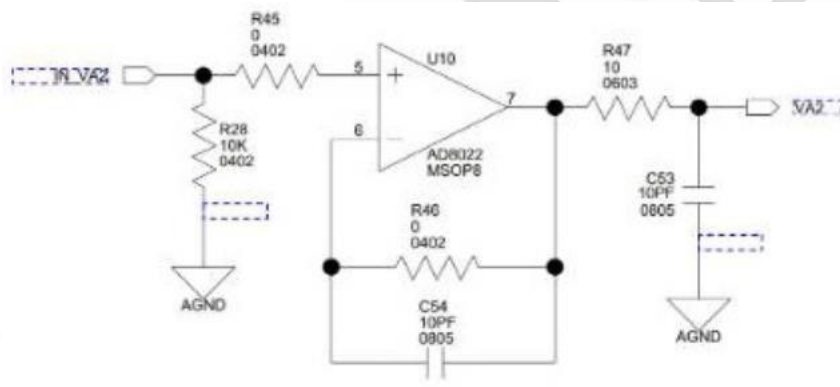 R45
0
0402
IN_VA2
5
+
U10
R47
10
0603
7
VA2
R28
10K
0402
6
AD8022
MSOP8
C53
10PF
0805
R46
0
0402
AGND
C54
10PF
0805
AGND